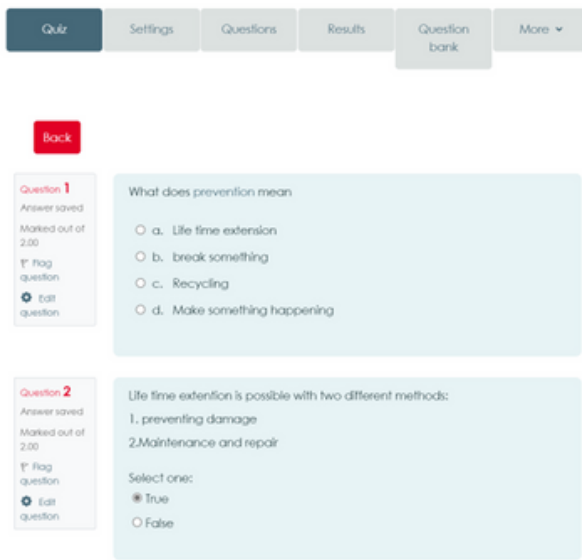 Quiz
Settings
Questions
Results
Question
bank
More
Back
Question 1
Answer saved
Marked out of
2.00
Flag
question
Edit
question
What does prevention mean
a. Life time extension
b. break something
c. Recycling
d. Make something happening
Question 2
Answer saved
Marked out of
2.00
Flag
question
Edit
question
Life time extention is possible with two different methods:
1. preventing damage
2.Maintenance and repair
Select one:
True
False